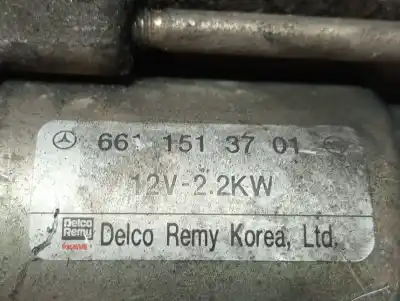 661 151 37 01
12V-2.2KW
Delco
Remy
Delco Remy Korea, Ltd.